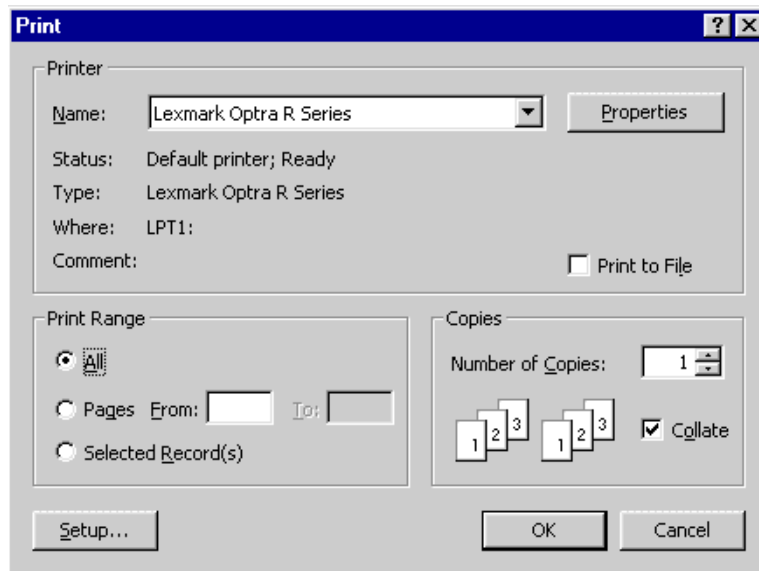 Print
Printer
Name: Lexmark Optra R Series Properties
Status: Default printer; Ready
Type: Lexmark Optra R Series
Where: LPT1:
Comment:
Print to File
Print Range
All
Pages From: To:
Selected Record(s)
Copies
Number of Copies: 1
1 2 3 1 2 3
Collate
Setup... OK Cancel